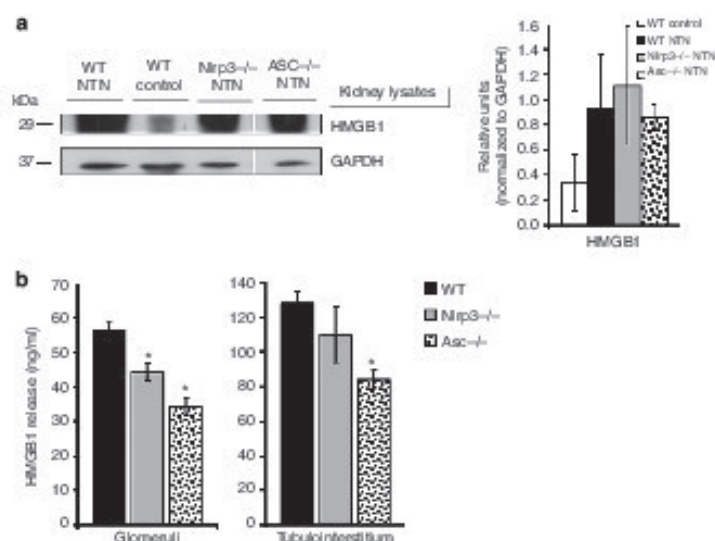 a
WT NTN
WT control
Nlrp3–/– NTN
ASC–/– NTN
Kidney lysates
kDa
29
HMGB1
37
GAPDH
Relative units
(normalized to GAPDH)
1.6
1.4
1.2
1.0
0.8
0.6
0.4
0.2
0.0
WT control
WT NTN
Nlrp3–/– NTN
Asc–/– NTN
HMGB1
b
HMGB1 release (ng/ml)
70
60
50
40
30
20
10
0
*
*
Glomeruli
140
120
100
80
60
40
20
0
*
Tubulointerstitium
WT
Nlrp3–/–
Asc–/–